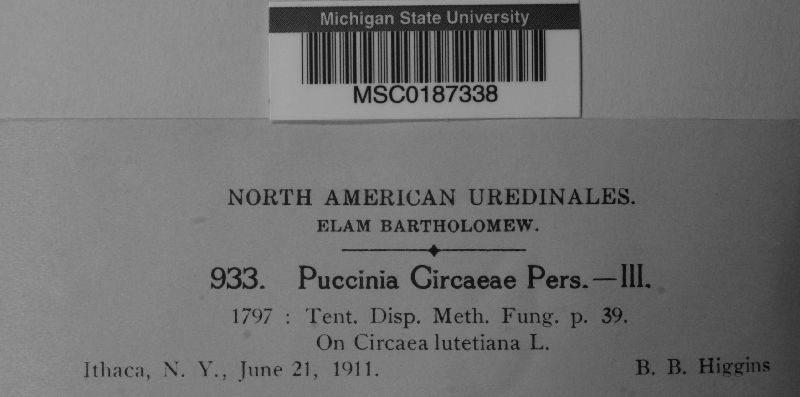 Michigan State University
MSC0187338
NORTH AMERICAN UREDINALES.
ELAM BARTHOLOMEW.
933. Puccinia Circaeae Pers.—III.
1797 : Tent. Disp. Meth. Fung. p. 39.
On Circaea lutetiana L.
Ithaca, N. Y., June 21, 1911. B. B. Higgins